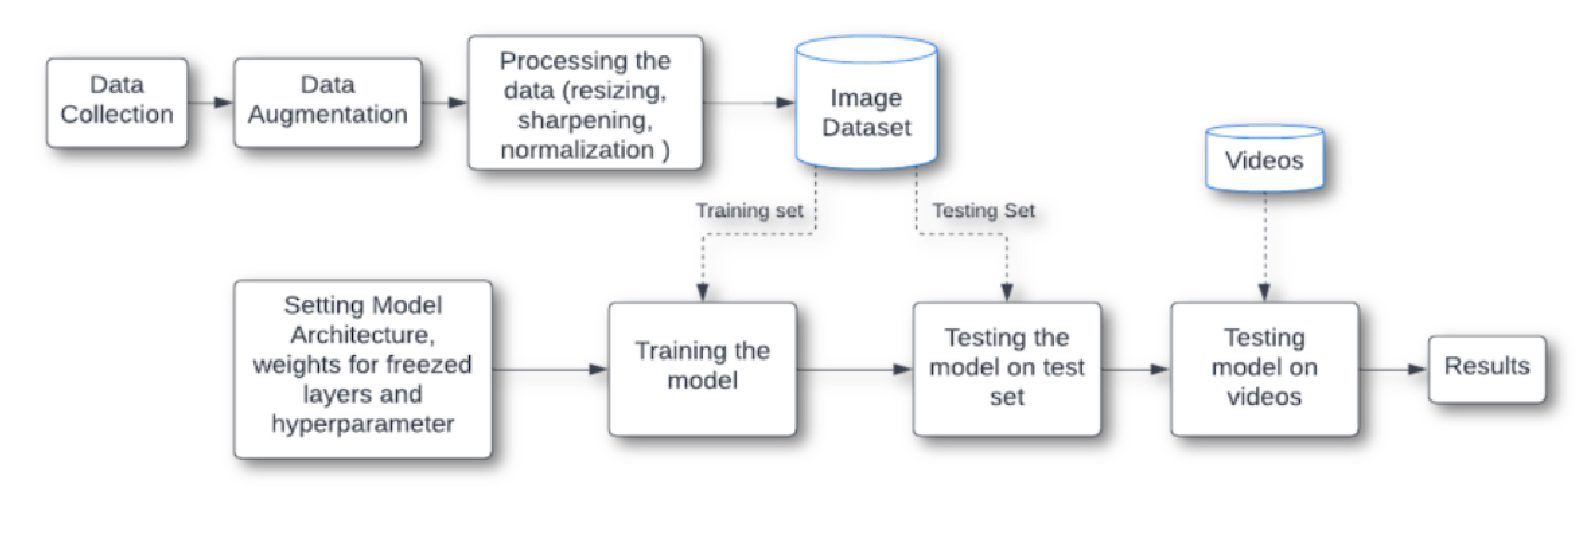 Data
Collection
Data
Augmentation
Processing the
data (resizing,
sharpening,
normalization )
Image
Dataset
Videos
Training set
Testing Set
Setting Model
Architecture,
weights for freezed
layers and
hyperparameter
Training the
model
Testing the
model on test
set
Testing
model on
videos
Results